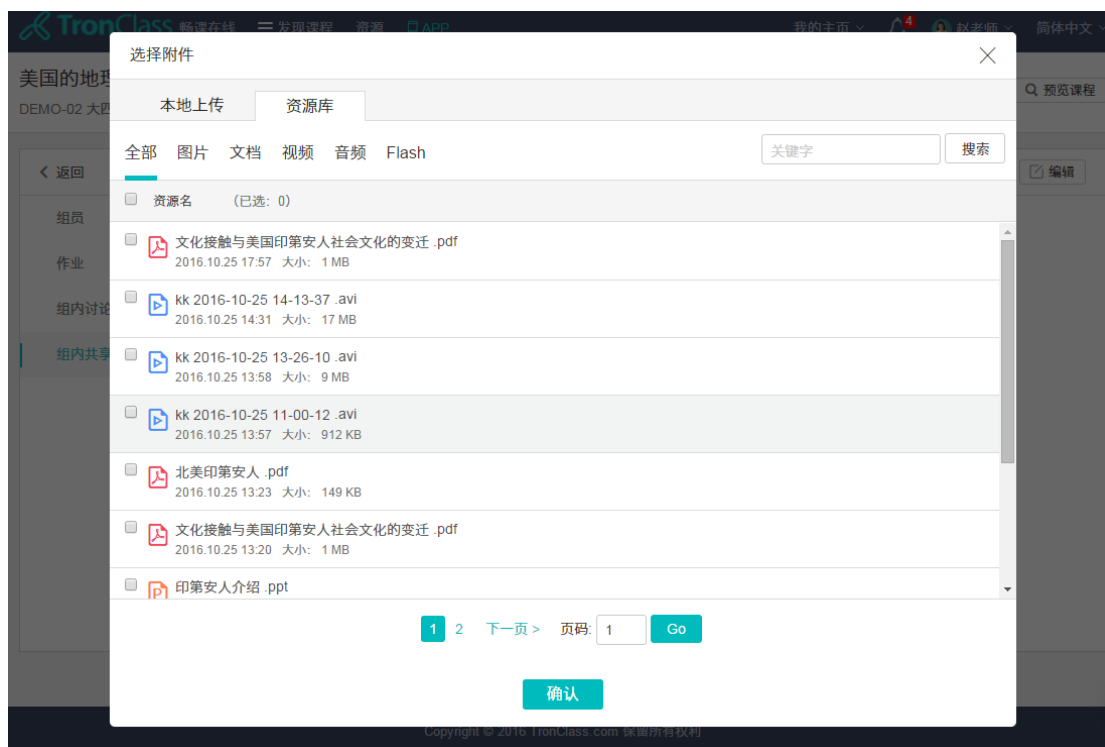 TronClass 畅课在线 发现课程 资源 APP 我的主页 4 赵老师 简体中文
选择附件
美国的地理
预览课程
DEMO-02 大四
本地上传 资源库
全部 图片 文档 视频 音频 Flash 关键字 搜索
返回 编辑
资源名 (已选: 0)
组员
文化接触与美国印第安人社会文化的变迁 .pdf
2016.10.25 17:57 大小: 1 MB
作业
kk 2016-10-25 14-13-37 .avi
2016.10.25 14:31 大小: 17 MB
组内讨论
kk 2016-10-25 13-26-10 .avi
2016.10.25 13:58 大小: 9 MB
组内共享
kk 2016-10-25 11-00-12 .avi
2016.10.25 13:57 大小: 912 KB
北美印第安人 .pdf
2016.10.25 13:23 大小: 149 KB
文化接触与美国印第安人社会文化的变迁 .pdf
2016.10.25 13:20 大小: 1 MB
印第安人介绍 .ppt
1 2 下一页 > 页码: 1 Go
确认
Copyright © 2016 TronClass.com 保留所有权利